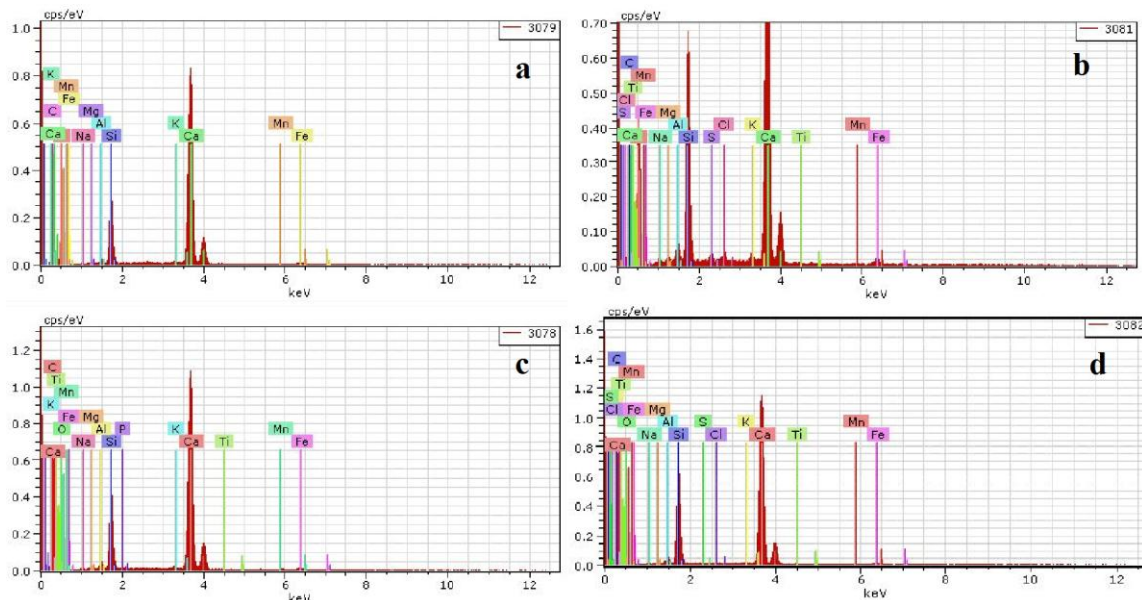 cps/eV
1.0
0.8
0.6
0.4
0.2
0.0
3079
a
K
Mn
Fe
C
Mg
Al
Ca
Na
Si
K
Ca
Mn
Fe
0 2 4 6 8 10 12
keV
cps/eV
0.70
0.60
0.50
0.40
0.30
0.20
0.10
0.00
3081
b
C
Mn
Ti
Cl
S
Fe
Mg
Al
Ca
Na
Si
S
Cl
K
Ca
Ti
Mn
Fe
0 2 4 6 8 10 12
keV
cps/eV
1.2
1.0
0.8
0.6
0.4
0.2
0.0
3078
c
C
Ti
Mn
K
Fe
Mg
O
Al
P
Ca
Na
Si
K
Ca
Ti
Mn
Fe
0 2 4 6 8 10 12
keV
cps/eV
1.6
1.4
1.2
1.0
0.8
0.6
0.4
0.2
0.0
3082
d
C
Mn
Ti
S
Cl
Fe
Mg
O
Al
S
K
Ca
Na
Si
Cl
Ca
Ti
Mn
Fe
0 2 4 6 8 10 12
keV